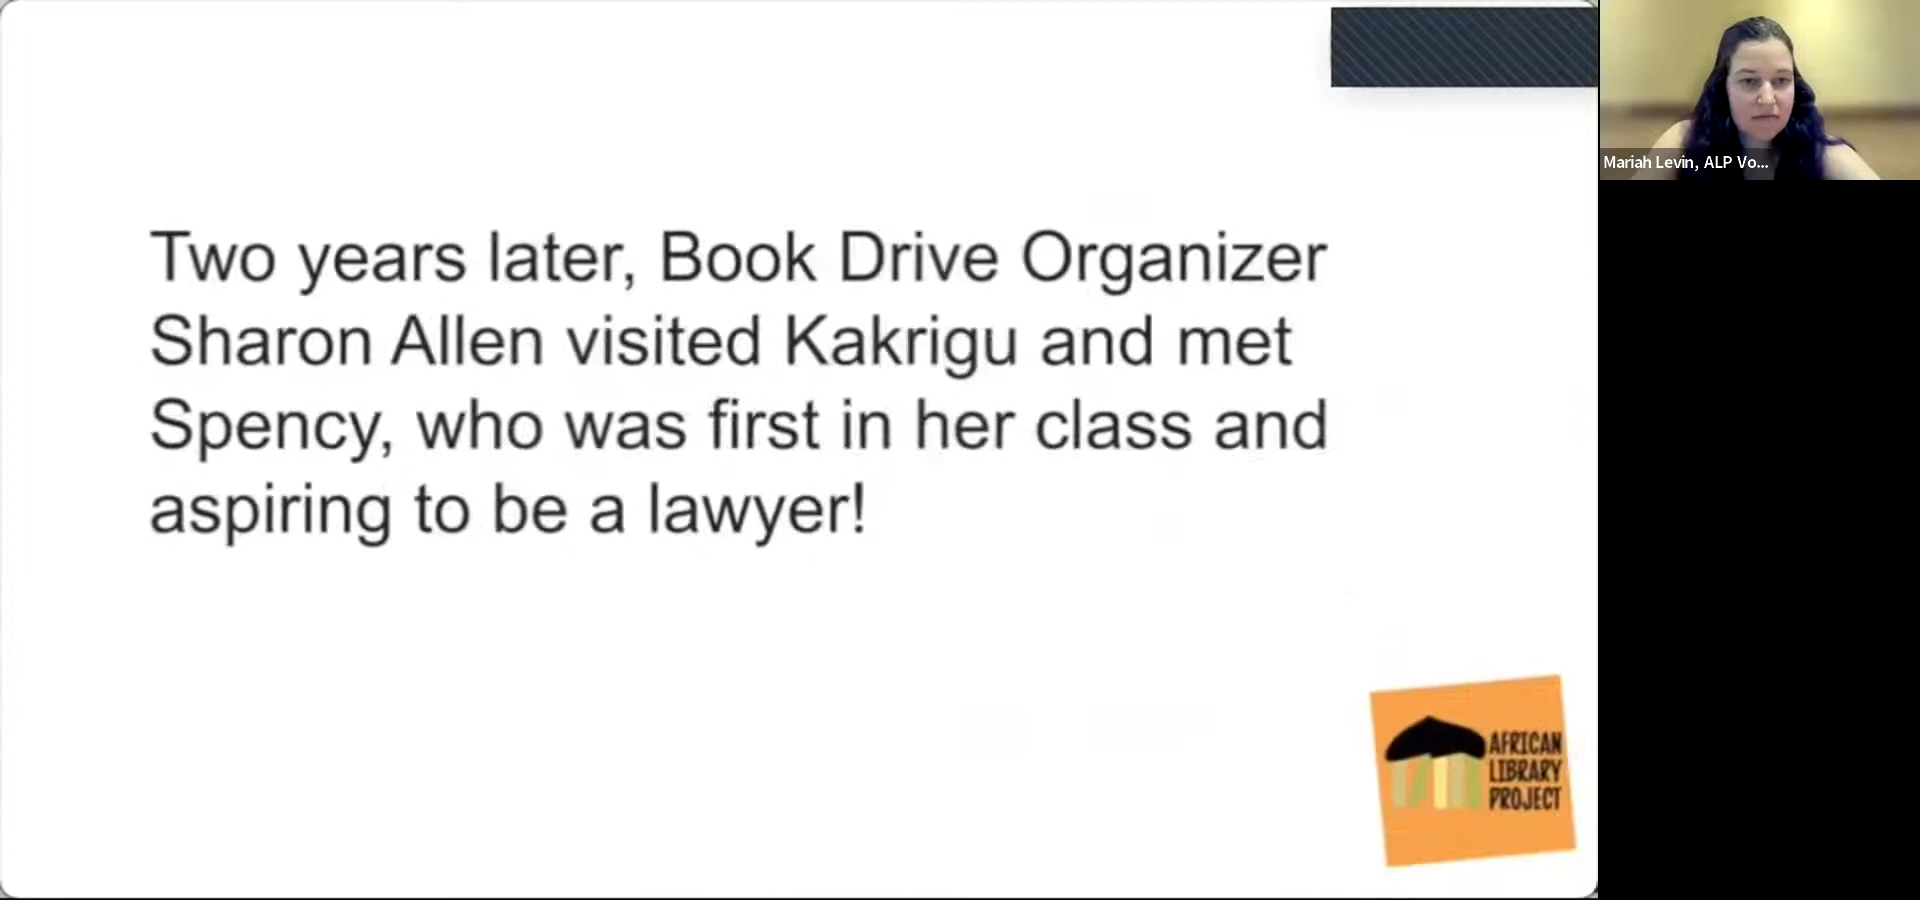 Two years later, Book Drive Organizer
Sharon Allen visited Kakrigu and met
Spency, who was first in her class and
aspiring to be a lawyer!
Mariah Levin, ALP Vo...
AFRICAN
LIBRARY
PROJECT